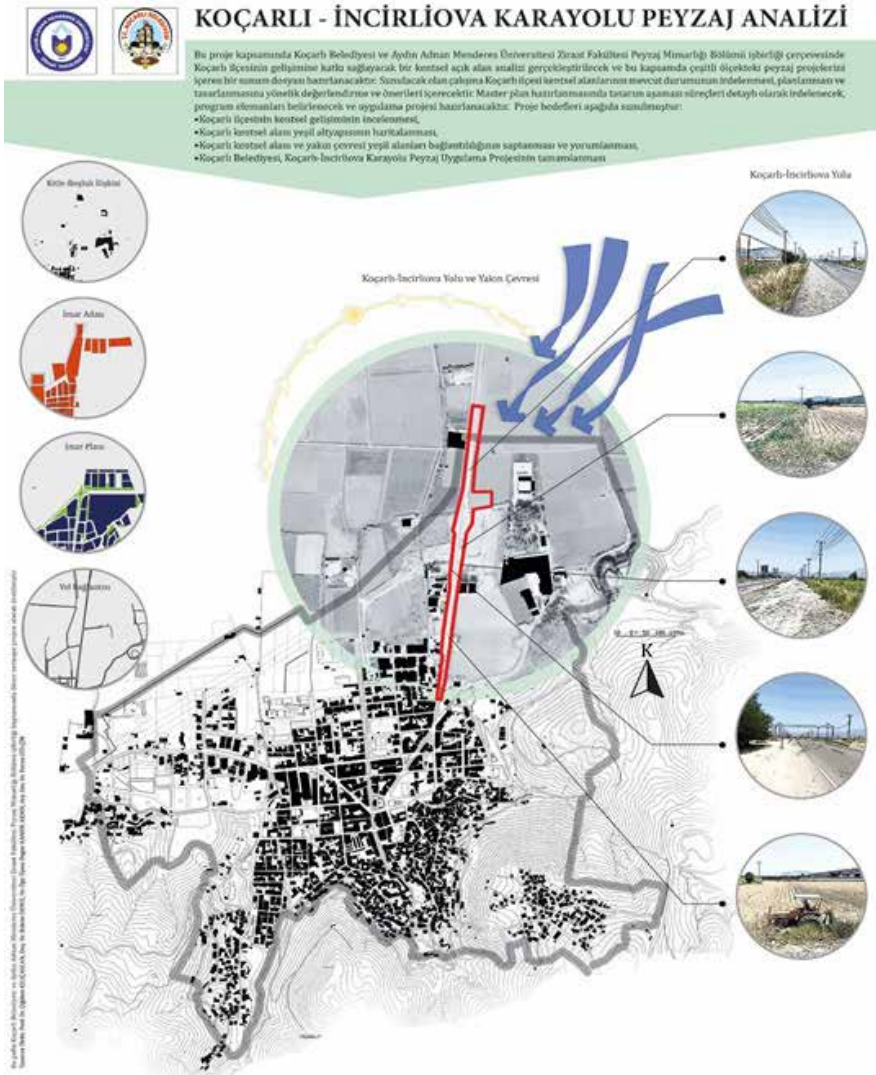 KOÇARLI - İNCİRLİOVA KARAYOLU PEYZAJ ANALİZİ
Bu proje kapsamında Koçarlı Belediyesi ve Aydın Adnan Menderes Üniversitesi Ziraat Fakültesi Peyzaj Mimarlığı Bölümü işbirliği çerçevesinde
Koçarlı ilçesinin gelişimine katkı sağlayacak bir kentsel açık alan analizi gerçekleştirilecek ve bu kapsamda çeşitli ölçekteki peyzaj projelerini
içeren bir sunum dosyası hazırlanacaktır. Sunulacak olan çalışma Koçarlı ilçesi kentsel alanlarının mevcut durumunun irdelenmesi, planlanması ve
tasarlanmasına yönelik değerlendirme ve önerileri içerecektir. Master plan hazırlanmasında tasarım aşaması süreçleri detaylı olarak irdelenecek,
program elemanları belirlenecek ve uygulama projesi hazırlanacaktır. Proje hedefleri aşağıda sunulmuştur:
•Koçarlı ilçesinin kentsel gelişiminin incelenmesi,
•Koçarlı kentsel alanı yeşil altyapısının haritalanması,
•Koçarlı kentsel alanı ve yakın çevresi yeşil alanları bağlantılılığının saptanması ve yorumlanması,
•Koçarlı Belediyesi, Koçarlı-İncirliova Karayolu Peyzaj Uygulama Projesinin tamamlanması
Kütle-Boşluk İlişkisi
Koçarlı-İncirliova Yolu
Koçarlı-İncirliova Yolu ve Yakın Çevresi
İmar Adası
İmar Planı
Yol Bağlantısı
K